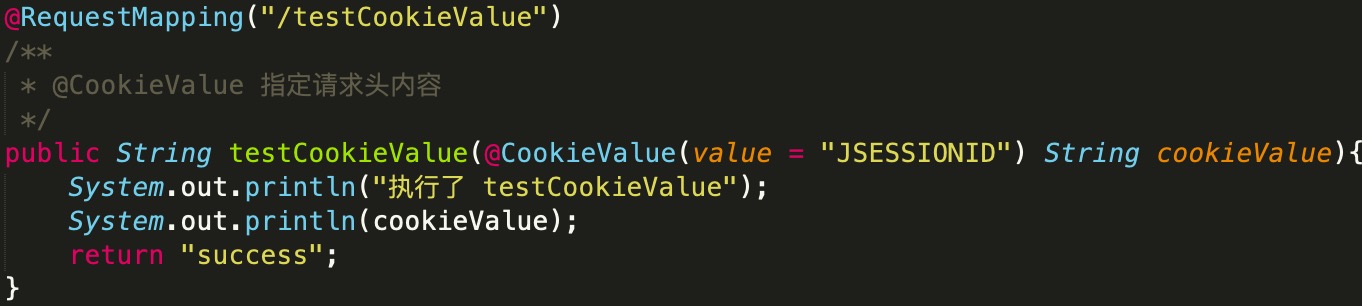 @RequestMapping("/testCookieValue")
/**
 * @CookieValue 指定请求头内容
 */
public String testCookieValue(@CookieValue(value = "JSESSIONID") String cookieValue){
    System.out.println("执行了 testCookieValue");
    System.out.println(cookieValue);
    return "success";
}